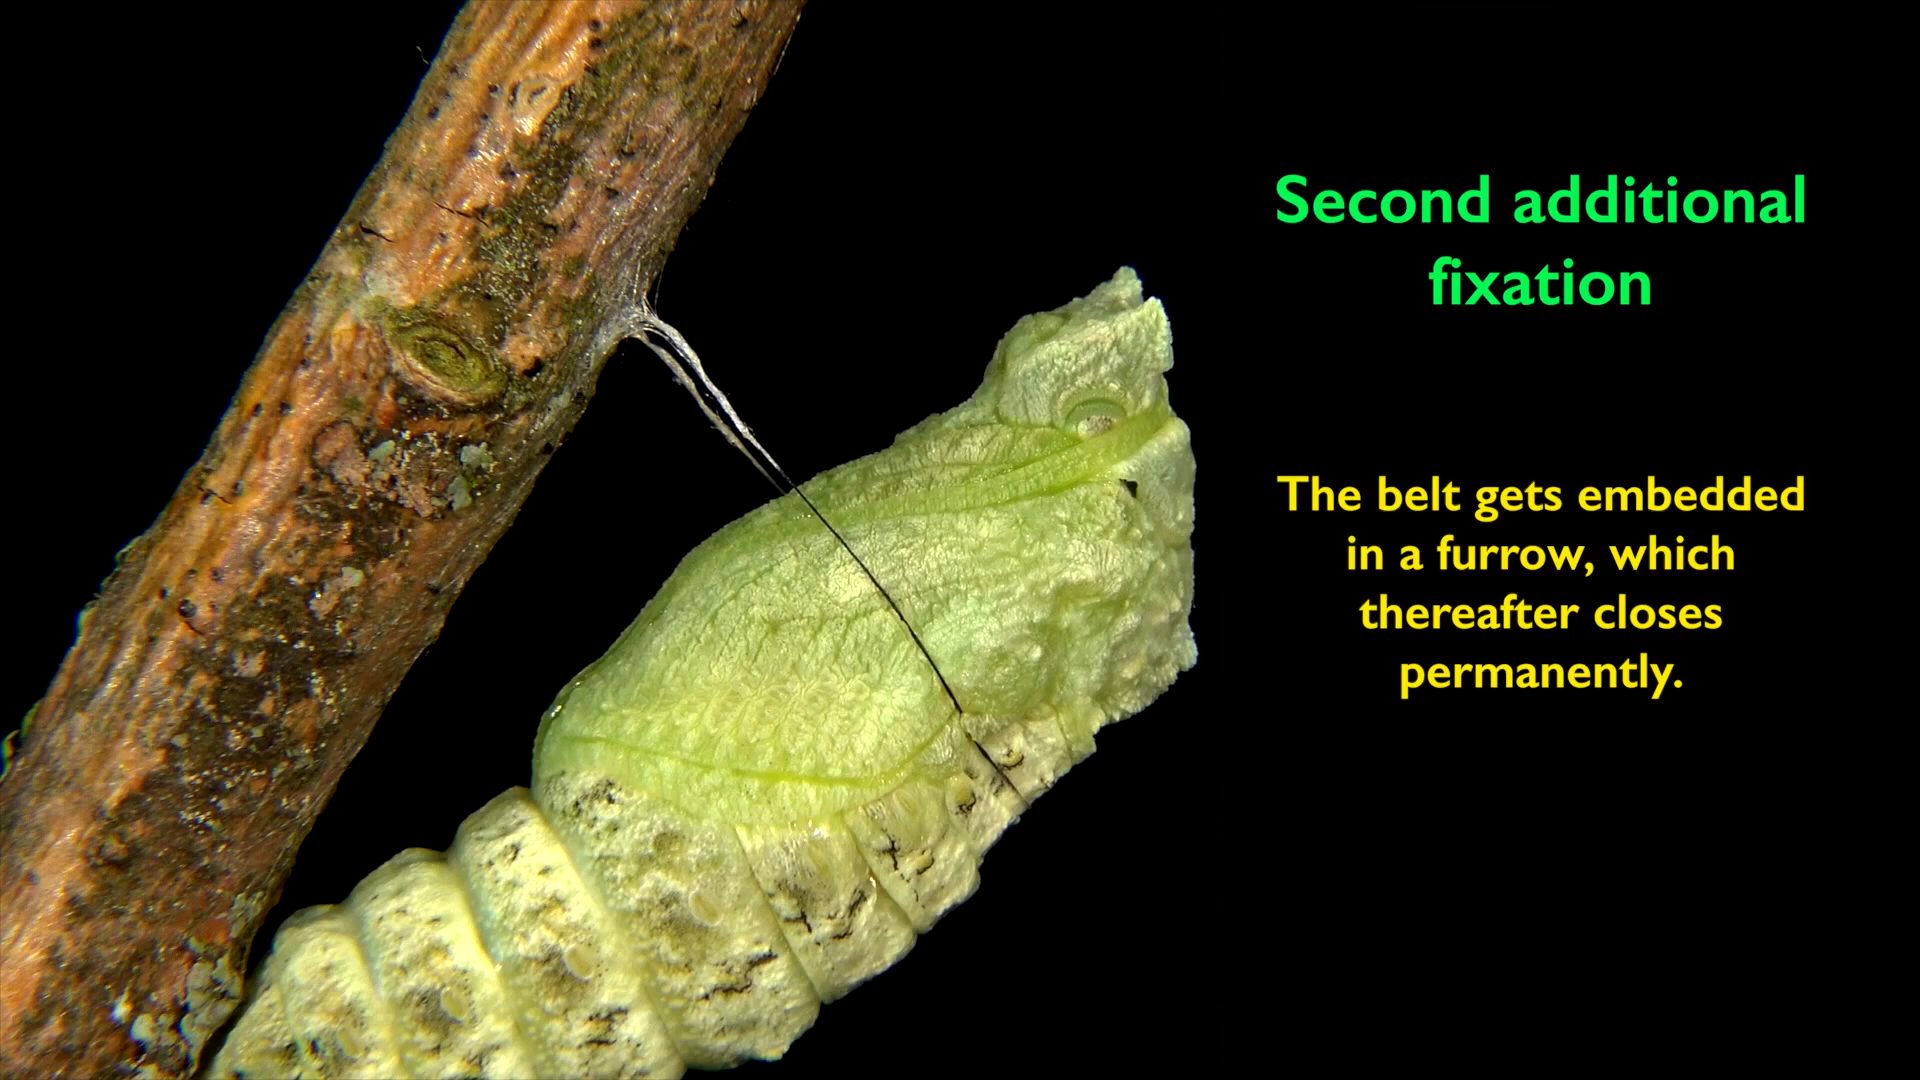 Second additional
fixation
The belt gets embedded
in a furrow, which
thereafter closes
permanently.